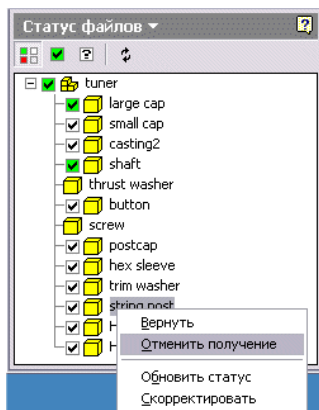 Статус файлов
tuner
large cap
small cap
casting2
shaft
thrust washer
button
screw
postcap
hex sleeve
trim washer
string post
H
H
Вернуть
Отменить получение
Обновить статус
Скорректировать